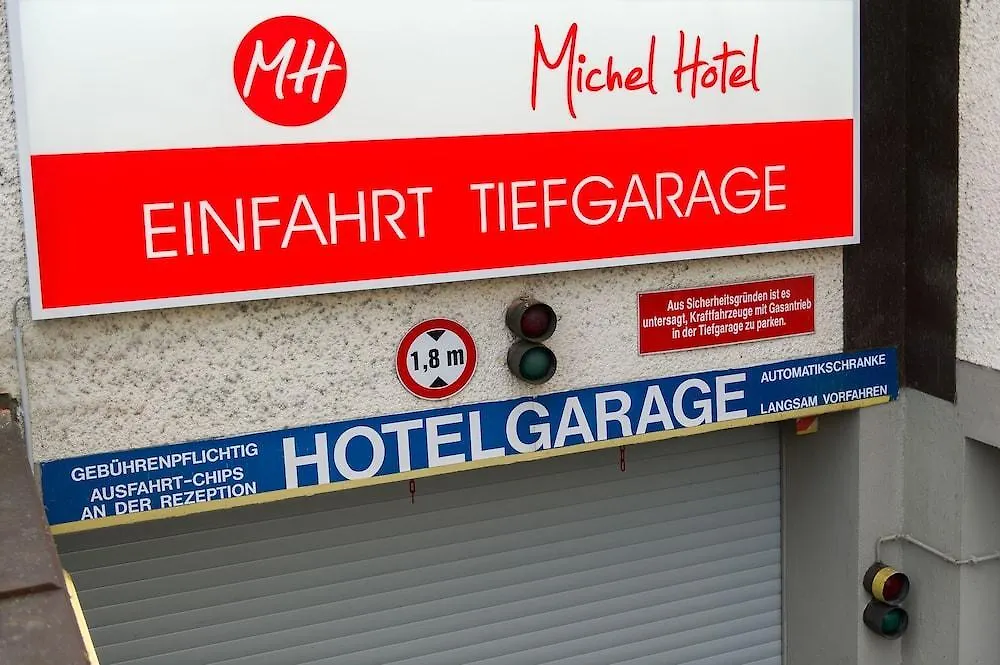 MH
Michel Hotel
EINFAHRT TIEFGARAGE
Aus Sicherheitsgründen ist es
untersagt, Kraftfahrzeuge mit Gasantrieb
in der Tiefgarage zu parken.
1,8 m
GEBÜHRENPFLICHTIG
AUSFAHRT-CHIPS
AN DER REZEPTION
HOTELGARAGE
AUTOMATIKSCHRANKE
LANGSAM VORFAHREN